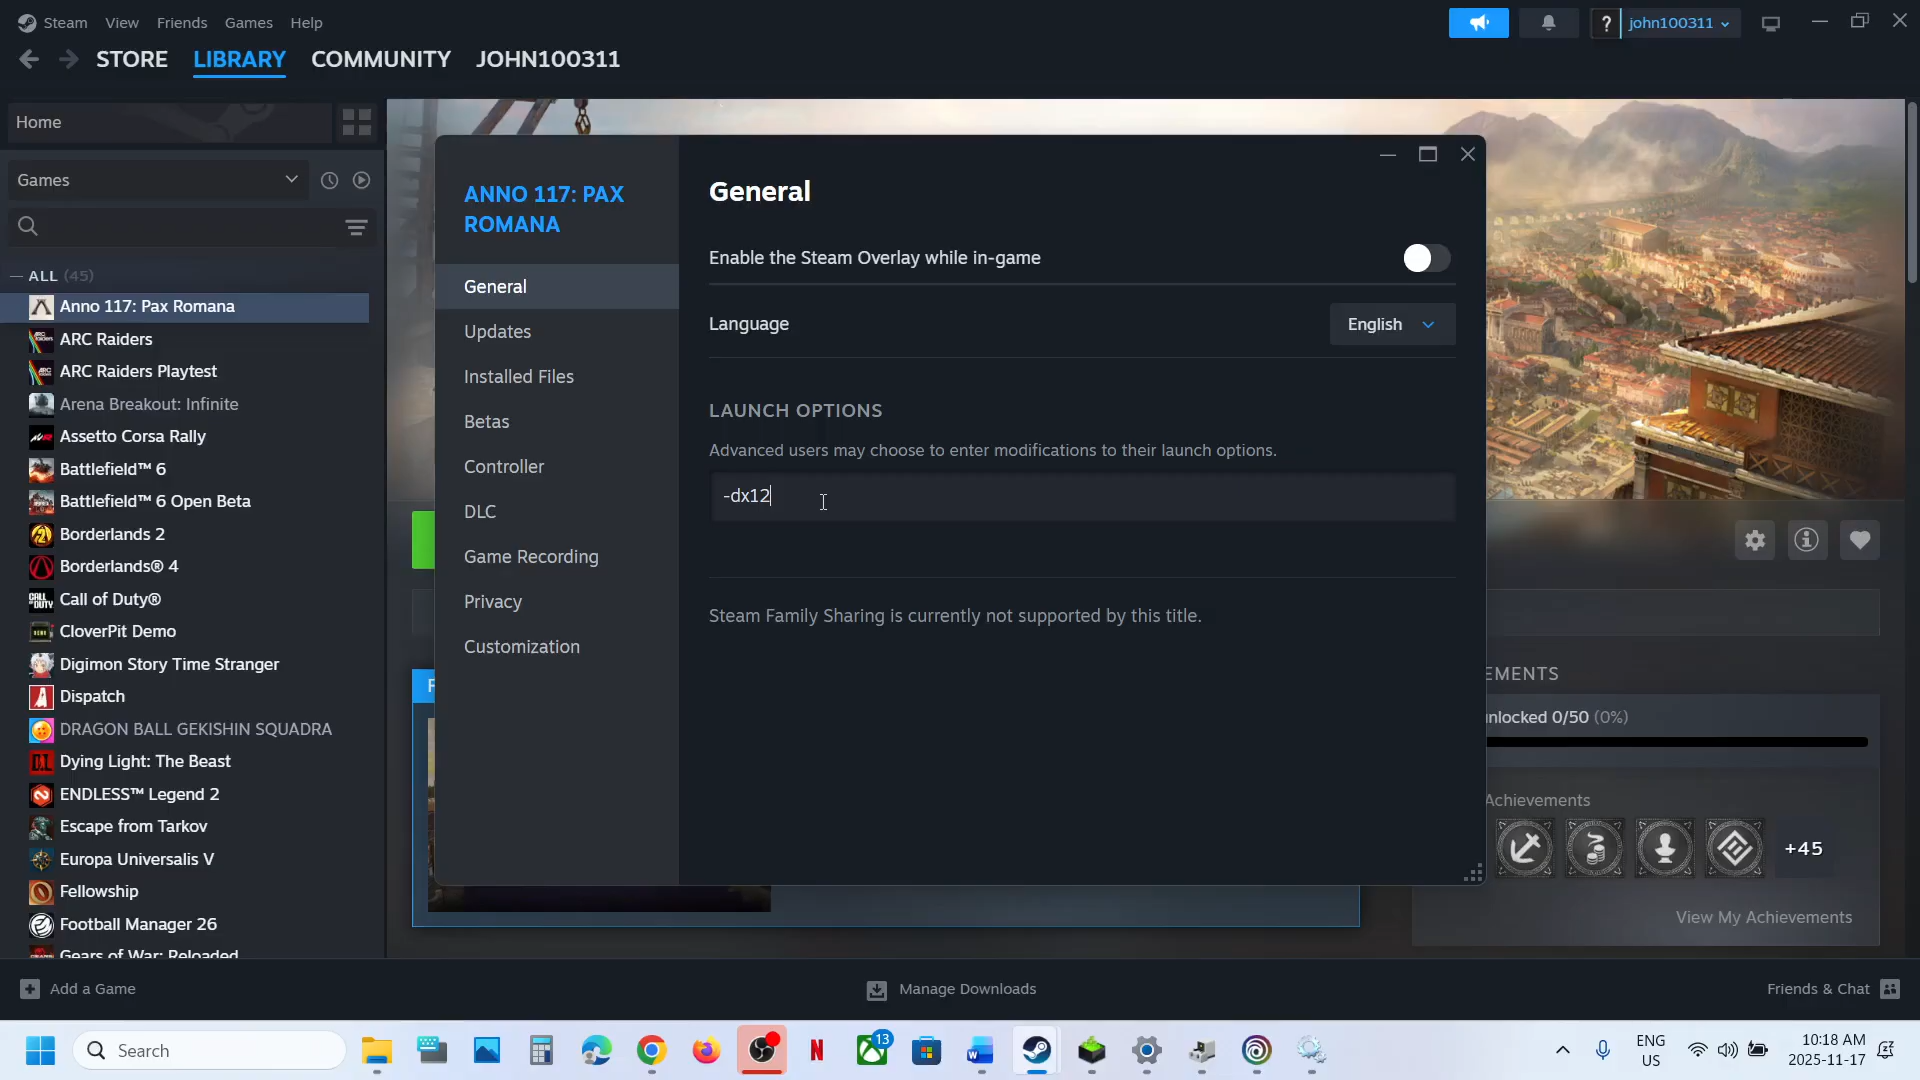 Steam View Friends Games Help
? john100311
STORE LIBRARY COMMUNITY JOHN100311
Home
Games
— ALL (45)
Anno 117: Pax Romana
ARC Raiders
ARC Raiders Playtest
Arena Breakout: Infinite
Assetto Corsa Rally
Battlefield™ 6
Battlefield™ 6 Open Beta
Borderlands 2
Borderlands® 4
Call of Duty®
CloverPit Demo
Digimon Story Time Stranger
Dispatch
DRAGON BALL GEKISHIN SQUADRA
Dying Light: The Beast
ENDLESS™ Legend 2
Escape from Tarkov
Europa Universalis V
Fellowship
Football Manager 26
Gears of War: Reloaded
ANNO 117: PAX
ROMANA
General
Updates
Installed Files
Betas
Controller
DLC
Game Recording
Privacy
Customization
General
Enable the Steam Overlay while in-game
Language English
LAUNCH OPTIONS
Advanced users may choose to enter modifications to their launch options.
-dx12
Steam Family Sharing is currently not supported by this title.
EMENTS
nlocked 0/50 (0%)
Achievements
+45
View My Achievements
Add a Game
Manage Downloads
Friends & Chat
Search
13
ENG
US
10:18 AM
2025-11-17